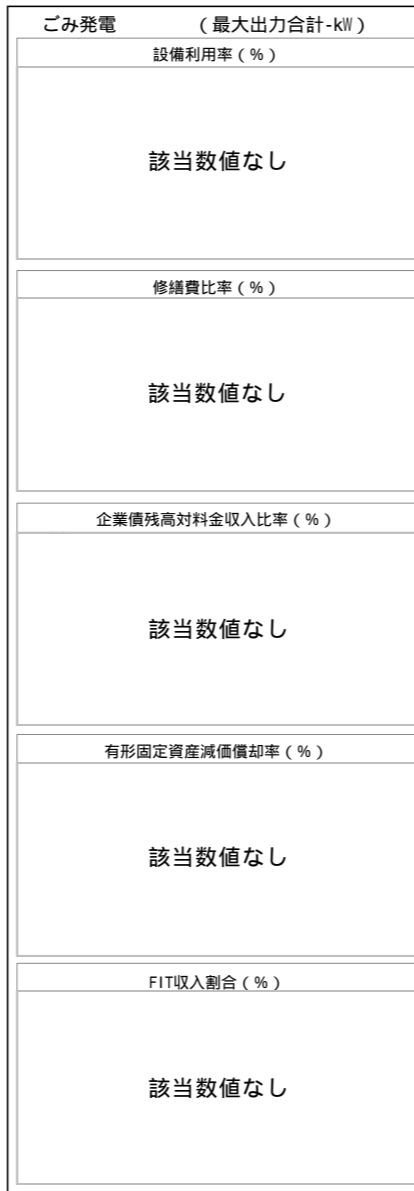 ごみ発電 (最大出力合計-kW)
設備利用率(%)
該当数値なし
修繕費比率(%)
該当数値なし
企業債残高対料金収入比率(%)
該当数値なし
有形固定資産減価償却率(%)
該当数値なし
FIT収入割合(%)
該当数値なし